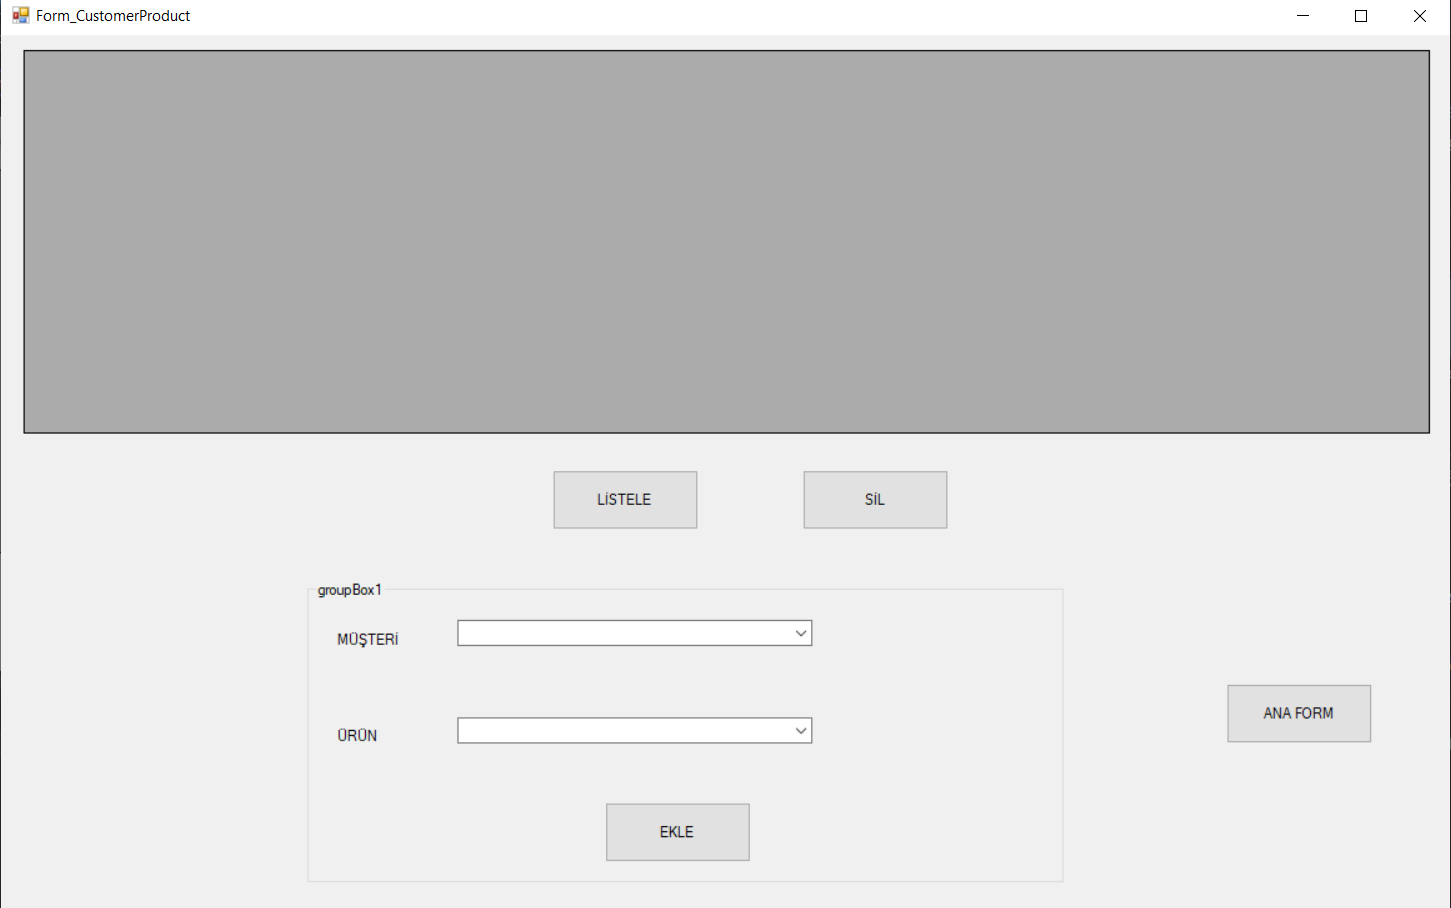 Form_CustomerProduct
LİSTELE
SİL
groupBox1
MÜŞTERİ
ÜRÜN
EKLE
ANA FORM